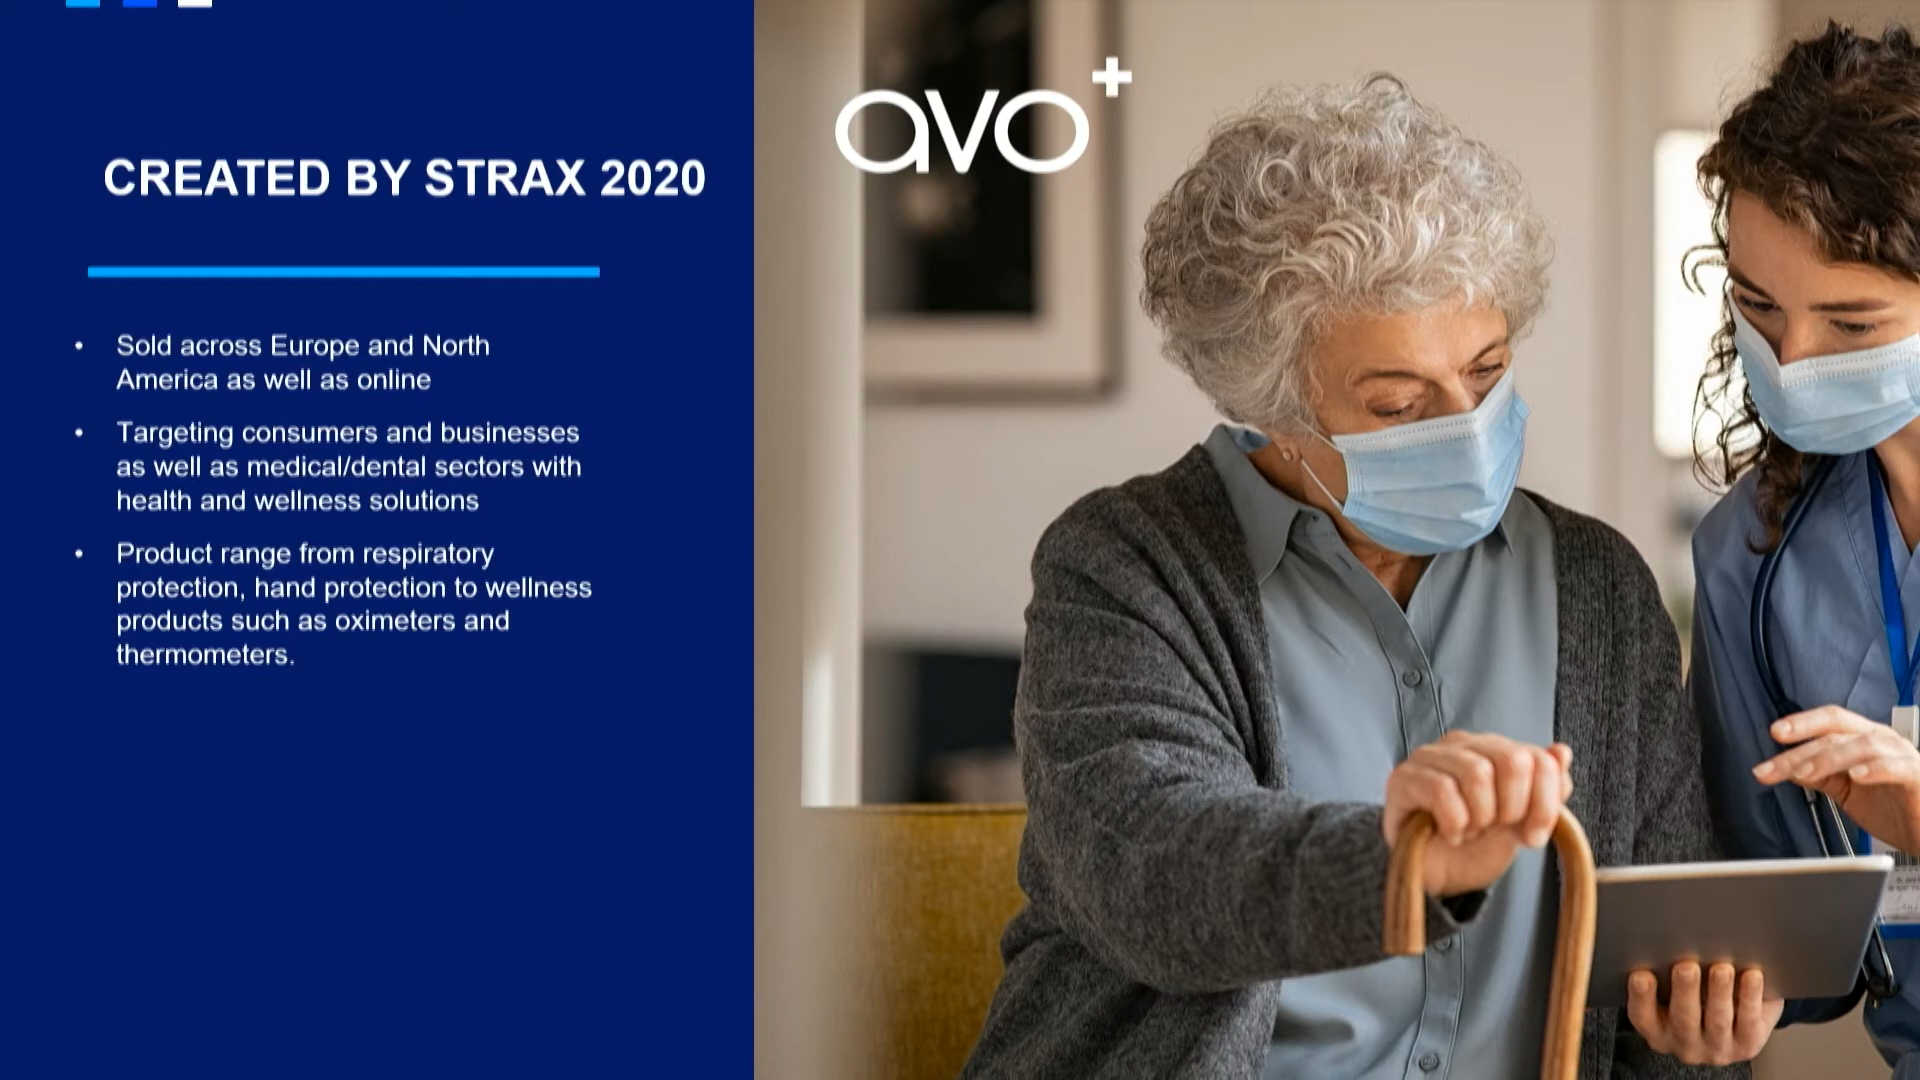 CREATED BY STRAX 2020
• Sold across Europe and North
America as well as online
• Targeting consumers and businesses
as well as medical/dental sectors with
health and wellness solutions
• Product range from respiratory
protection, hand protection to wellness
products such as oximeters and
thermometers.
avo+